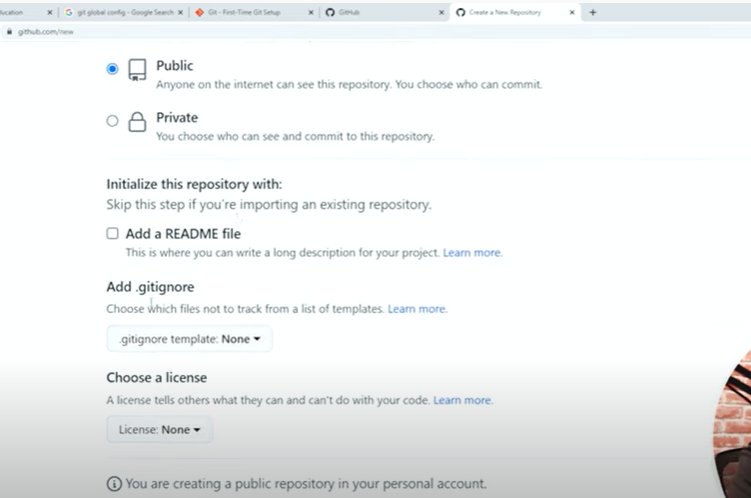 ducation
git global config - Google Search
Git - First-Time Git Setup
GitHub
Create a New Repository
github.com/new
Public
Anyone on the internet can see this repository. You choose who can commit.
Private
You choose who can see and commit to this repository.
Initialize this repository with:
Skip this step if you're importing an existing repository.
Add a README file
This is where you can write a long description for your project. Learn more.
Add .gitignore
Choose which files not to track from a list of templates. Learn more.
.gitignore template: None
Choose a license
A license tells others what they can and can't do with your code. Learn more.
License: None
You are creating a public repository in your personal account.